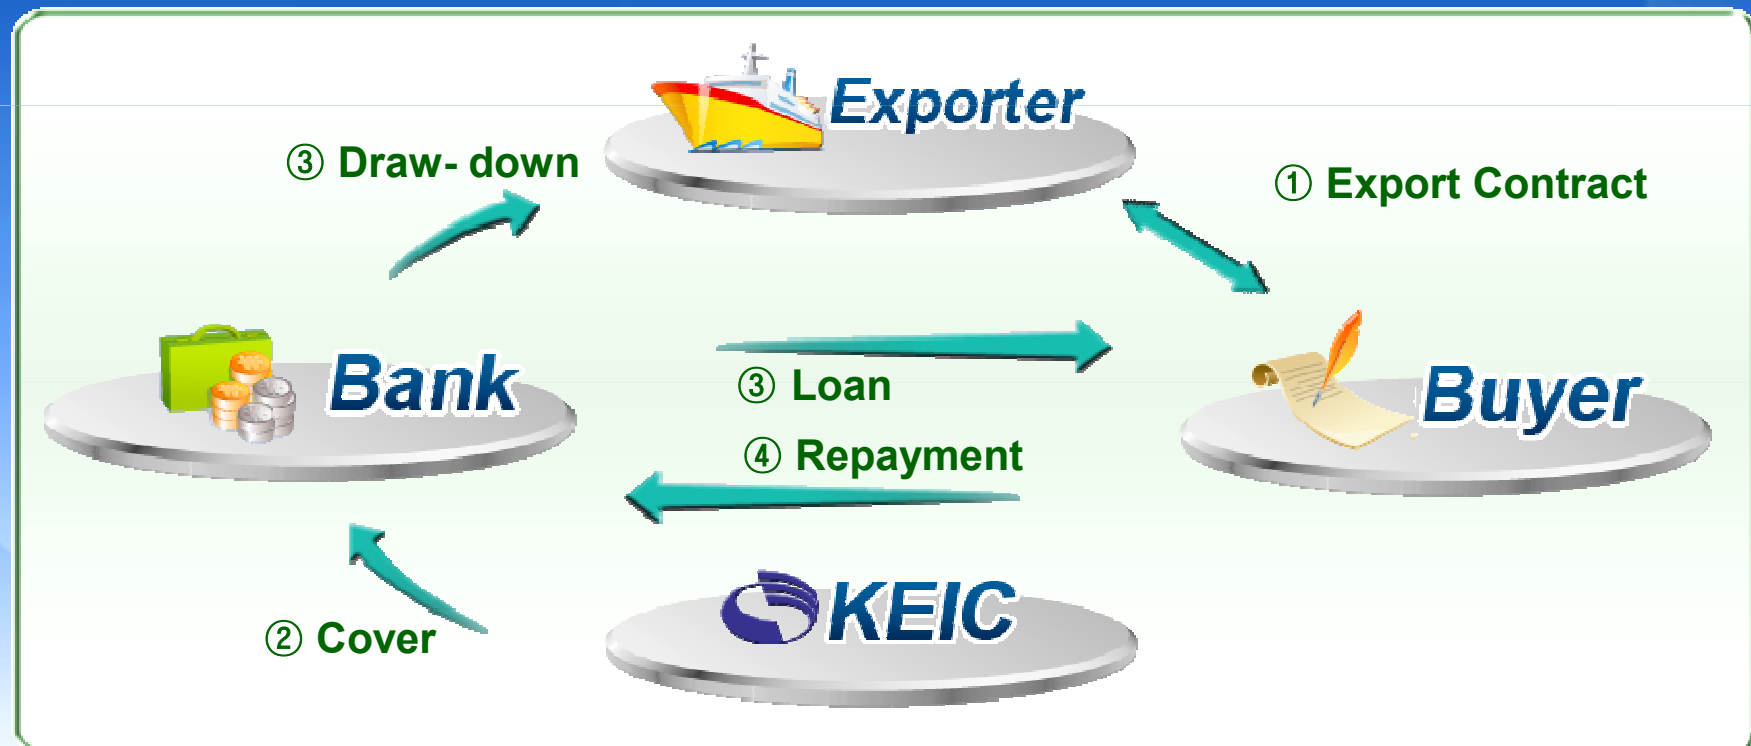 Exporter
③ Draw- down
① Export Contract
Bank
③ Loan
Buyer
④ Repayment
KEIC
② Cover